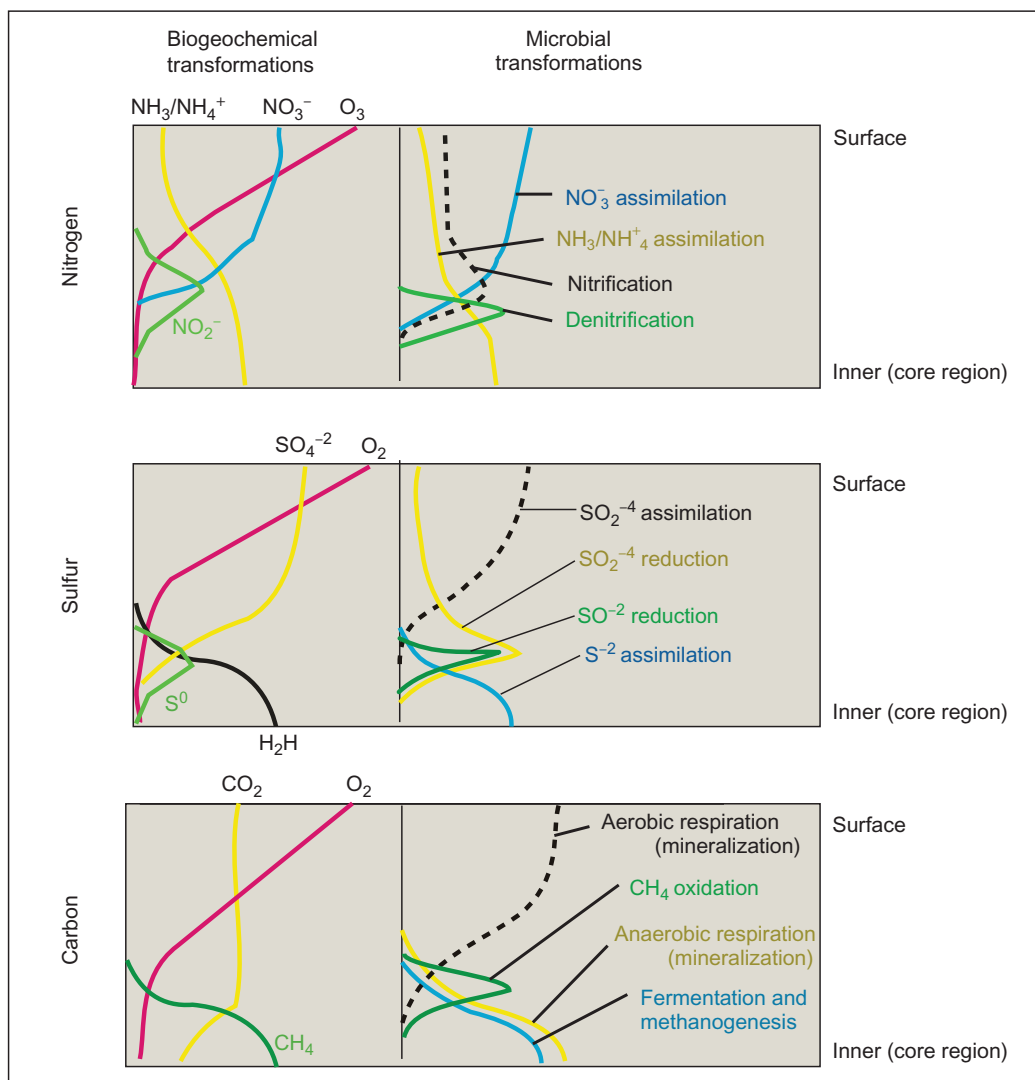 Biogeochemical
transformations
Microbial
transformations
NH₃/NH₄⁺ NO₃⁻ O₃
Surface
Nitrogen
NO₃⁻ assimilation
NH₃/NH⁺₄ assimilation
Nitrification
Denitrification
NO₂⁻
Inner (core region)
SO₄⁻² O₂
Surface
Sulfur
SO₂⁻⁴ assimilation
SO₂⁻⁴ reduction
SO⁻² reduction
S⁻² assimilation
S⁰
Inner (core region)
H₂H
CO₂ O₂
Surface
Carbon
Aerobic respiration
(mineralization)
CH₄ oxidation
Anaerobic respiration
(mineralization)
Fermentation and
methanogenesis
CH₄
Inner (core region)